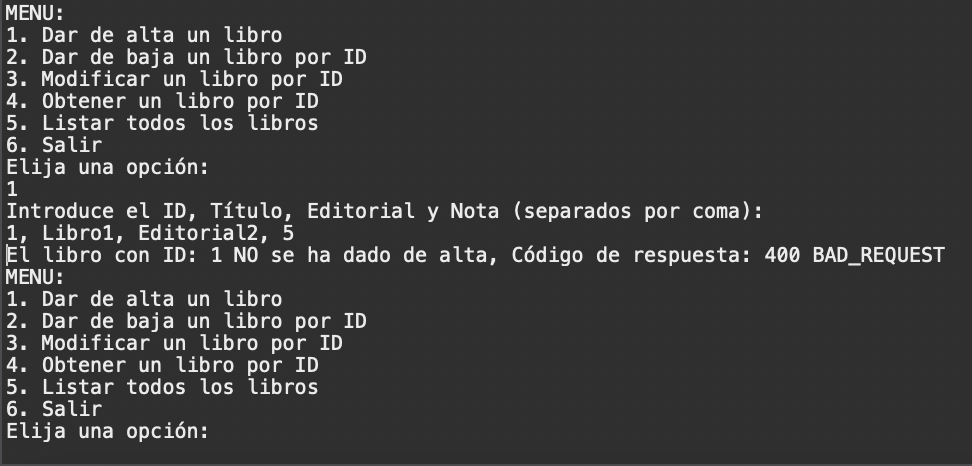 MENU:
1. Dar de alta un libro
2. Dar de baja un libro por ID
3. Modificar un libro por ID
4. Obtener un libro por ID
5. Listar todos los libros
6. Salir
Elija una opción:
1
Introduce el ID, Título, Editorial y Nota (separados por coma):
1, Libro1, Editorial2, 5
El libro con ID: 1 NO se ha dado de alta, Código de respuesta: 400 BAD_REQUEST
MENU:
1. Dar de alta un libro
2. Dar de baja un libro por ID
3. Modificar un libro por ID
4. Obtener un libro por ID
5. Listar todos los libros
6. Salir
Elija una opción: